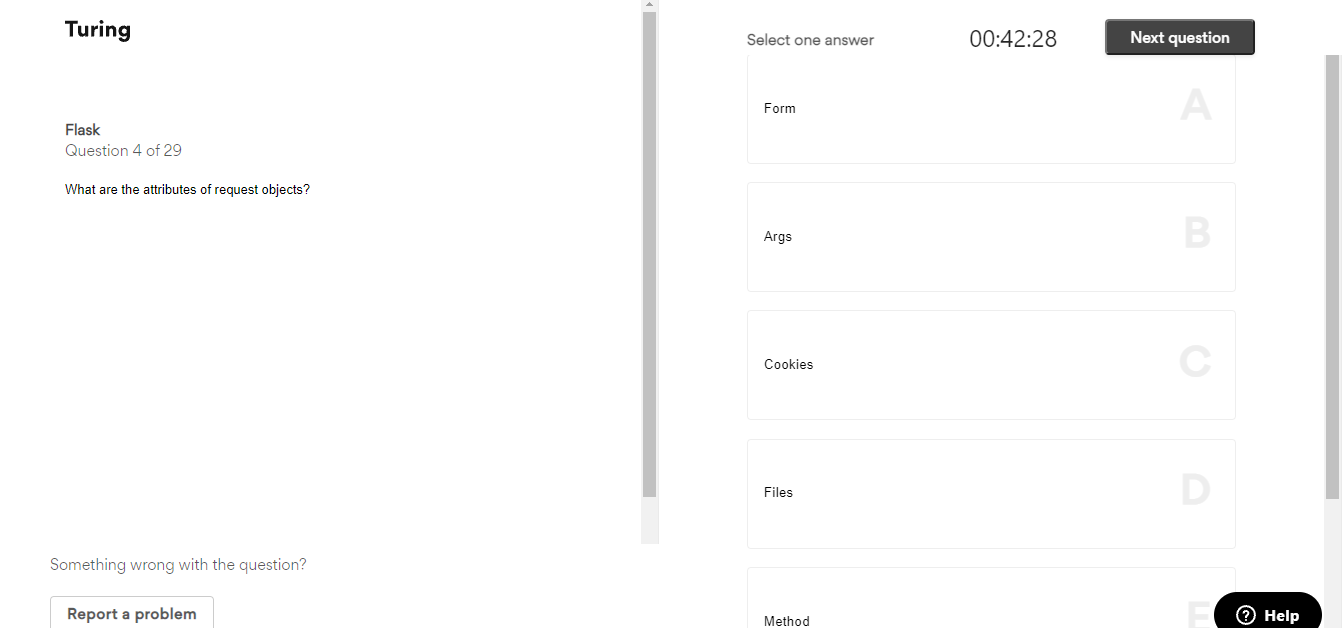 Turing
Flask
Question 4 of 29
What are the attributes of request objects?
Something wrong with the question?
Report a problem
Select one answer
00:42:28
Next question
Form
A
Args
B
Cookies
C
Files
D
Method
E
? Help